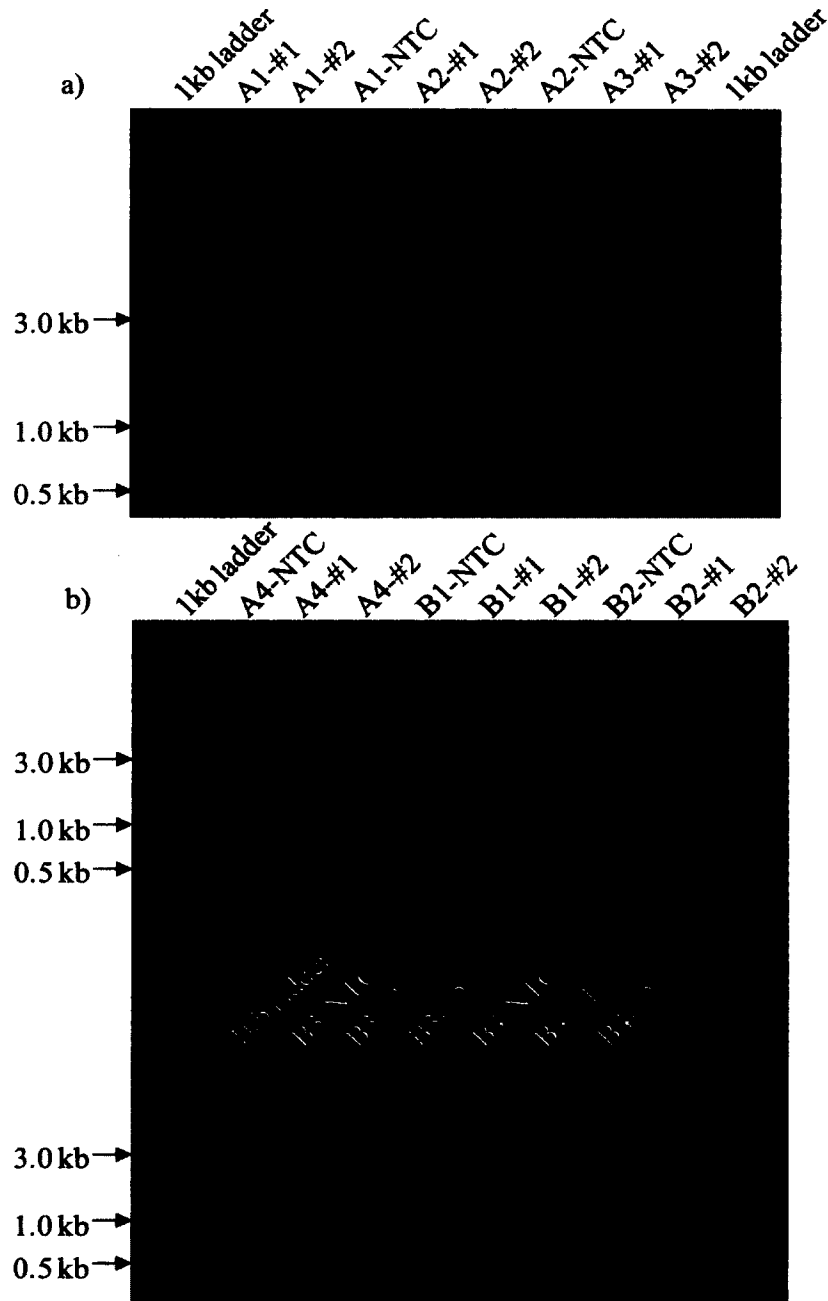 a)
1kb ladder A1-#1 A1-#2 A1-NTC A2-#1 A2-#2 A2-NTC A3-#1 A3-#2 1kb ladder
3.0 kb
1.0 kb
0.5 kb
b)
1kb ladder A4-NTC A4-#1 A4-#2 B1-NTC B1-#1 B1-#2 B2-NTC B2-#1 B2-#2
3.0 kb
1.0 kb
0.5 kb
3.0 kb
1.0 kb
0.5 kb